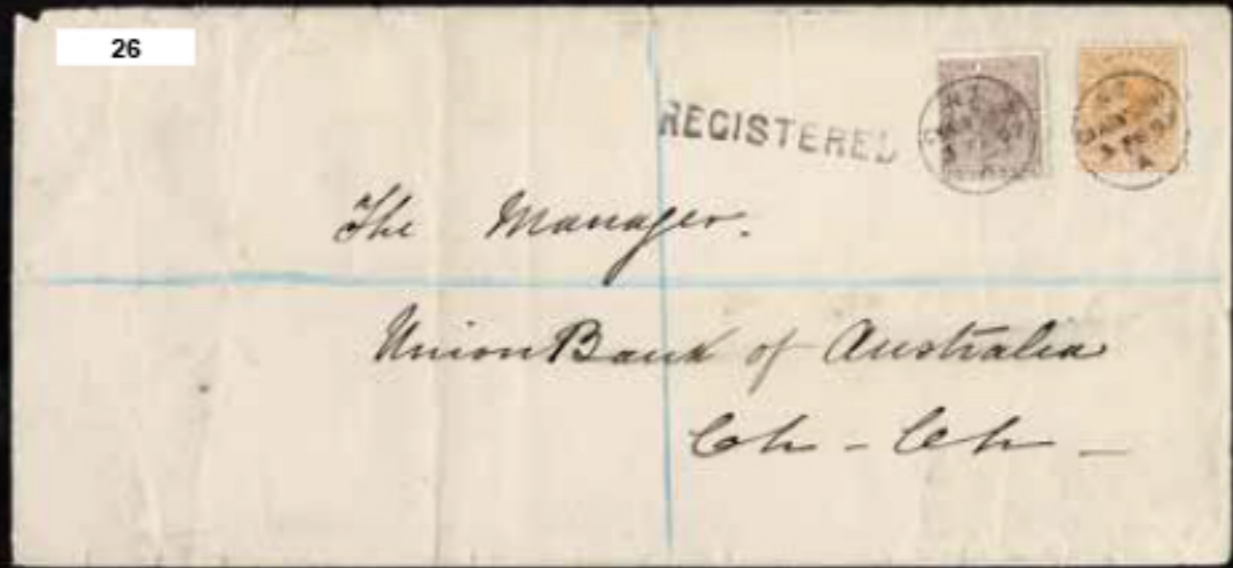 26
REGISTERED
The Manager.
Union Bank of Australia
Ch - Ch -